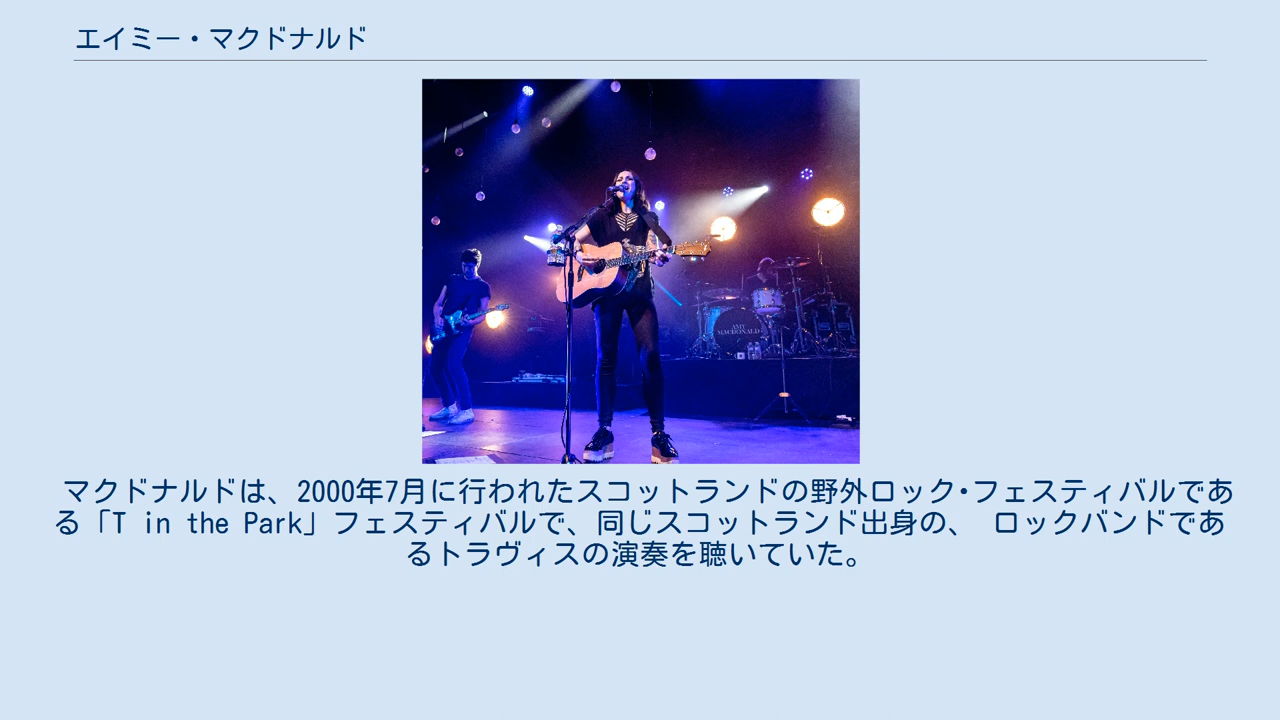 エイミー・マクドナルド
AMY
MACDONALD
マクドナルドは、2000年7月に行われたスコットランドの野外ロック･フェスティバルであ
る「T in the Park」フェスティバルで、同じスコットランド出身の、 ロックバンドであ
るトラヴィスの演奏を聴いていた。